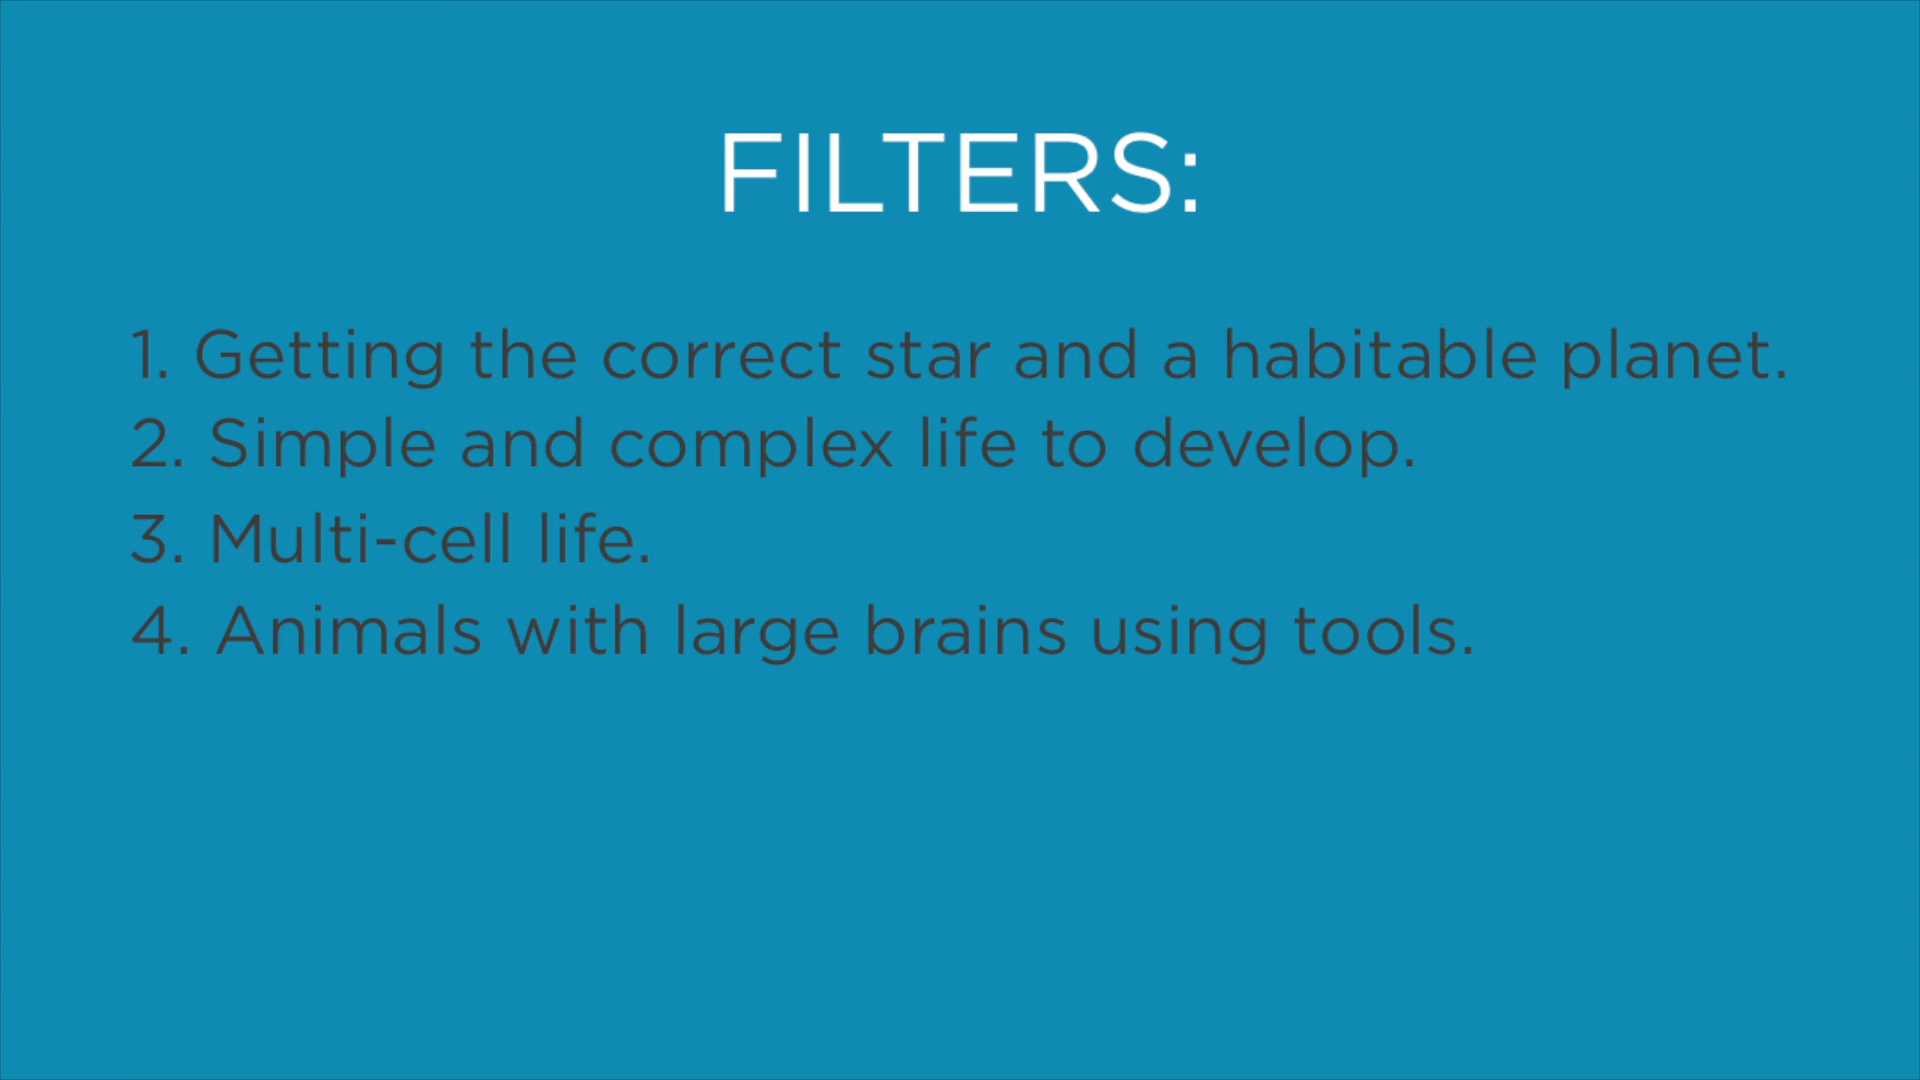 FILTERS:
1. Getting the correct star and a habitable planet.
2. Simple and complex life to develop.
3. Multi-cell life.
4. Animals with large brains using tools.